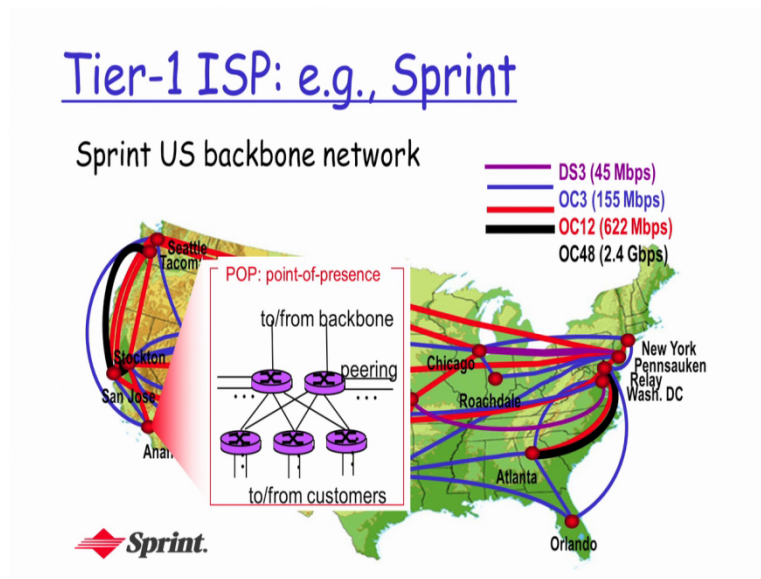 Tier-1 ISP: e.g., Sprint
Sprint US backbone network
DS3 (45 Mbps)
OC3 (155 Mbps)
OC12 (622 Mbps)
OC48 (2.4 Gbps)
Seattle
Tacom
POP: point-of-presence
to/from backbone
peering
Stockton
San Jose
Chicago
Roachdale
New York
Pennsauken
Relay
Wash. DC
Anah
Atlanta
to/from customers
Orlando
Sprint.